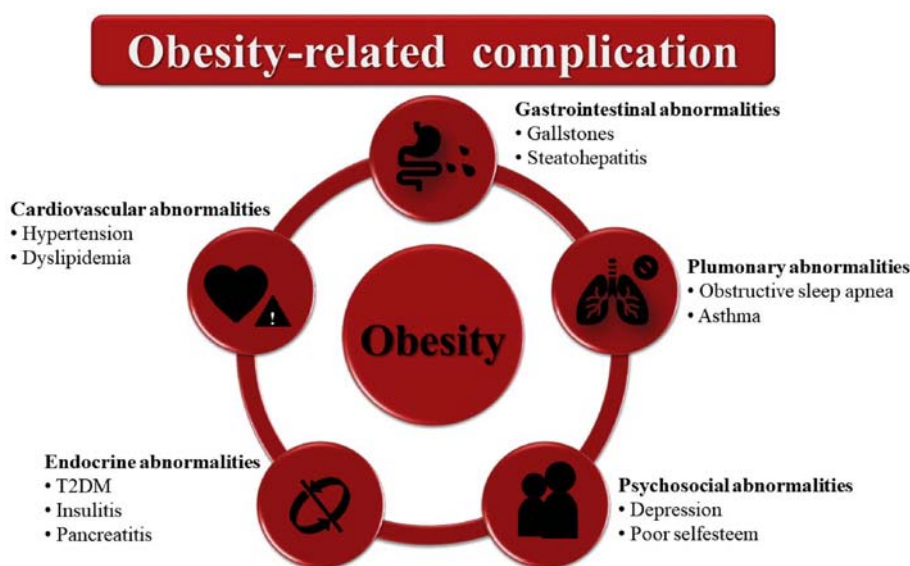 Obesity-related complication
Gastrointestinal abnormalities
• Gallstones
• Steatohepatitis
Cardiovascular abnormalities
• Hypertension
• Dyslipidemia
Plumonary abnormalities
• Obstructive sleep apnea
• Asthma
!
Obesity
Endocrine abnormalities
• T2DM
• Insulitis
• Pancreatitis
Psychosocial abnormalities
• Depression
• Poor selfesteem